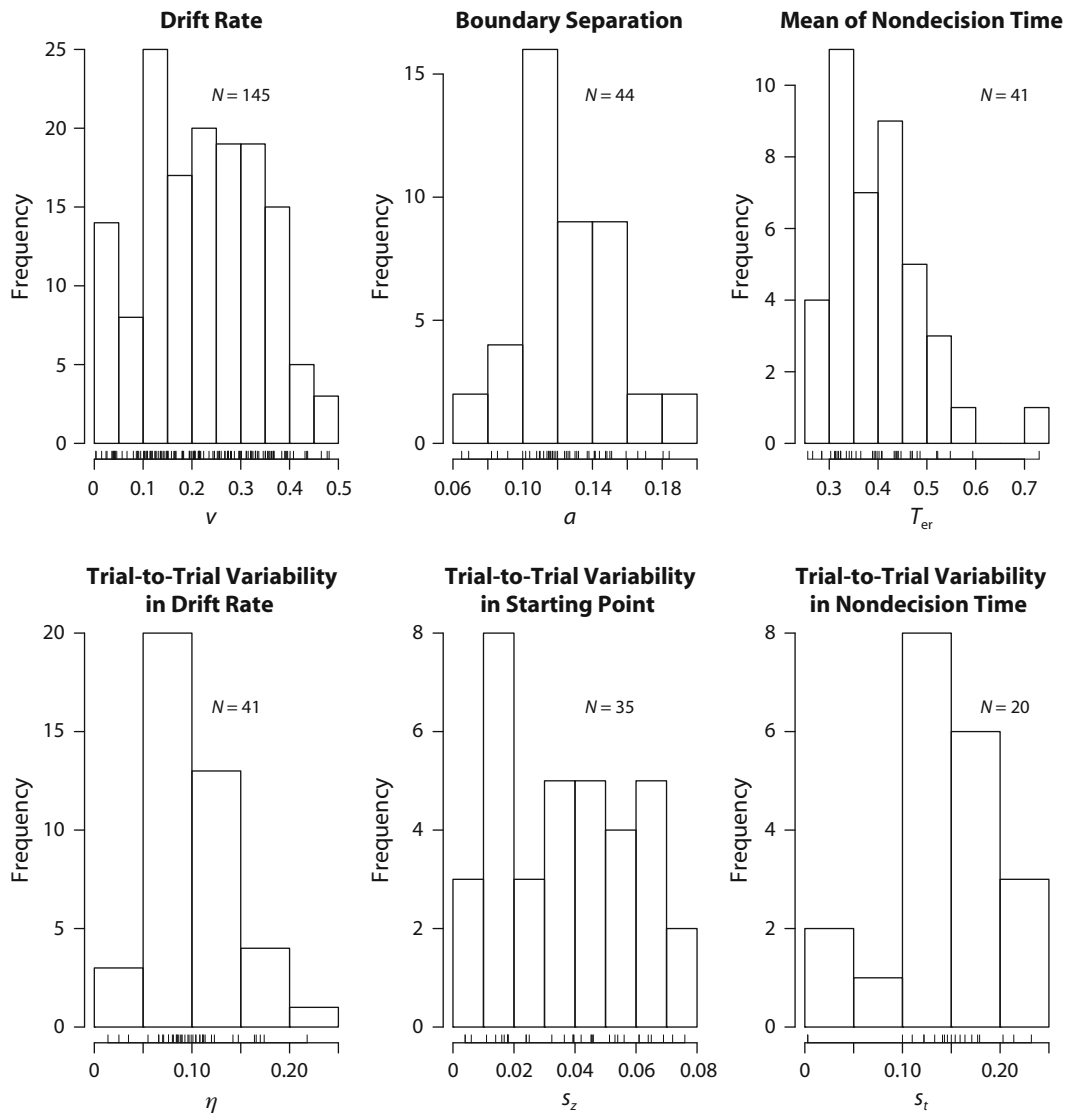 Drift Rate
25
20
15
10
5
0
Frequency
N = 145
0 0.1 0.2 0.3 0.4 0.5
v
Boundary Separation
15
10
5
0
Frequency
N = 44
0.06 0.10 0.14 0.18
a
Mean of Nondecision Time
10
8
6
4
2
0
Frequency
N = 41
0.3 0.4 0.5 0.6 0.7
Ter
Trial-to-Trial Variability
in Drift Rate
20
15
10
5
0
Frequency
N = 41
0 0.10 0.20
η
Trial-to-Trial Variability
in Starting Point
8
6
4
2
0
Frequency
N = 35
0 0.02 0.04 0.06 0.08
sz
Trial-to-Trial Variability
in Nondecision Time
8
6
4
2
0
Frequency
N = 20
0 0.10 0.20
st